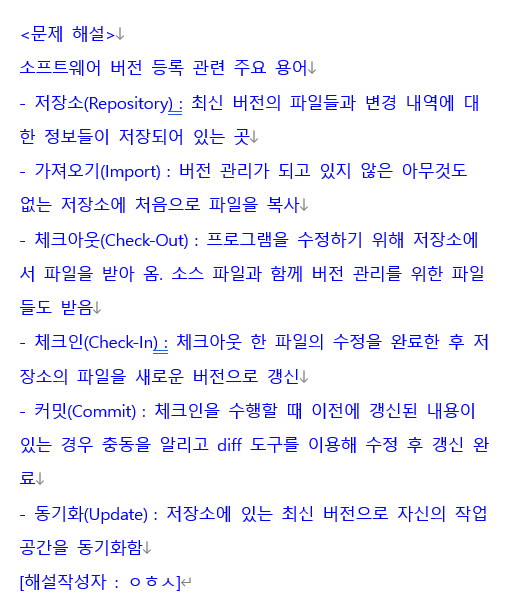 <문제 해설>
소프트웨어 버전 등록 관련 주요 용어
- 저장소(Repository) : 최신 버전의 파일들과 변경 내역에 대
한 정보들이 저장되어 있는 곳
- 가져오기(Import) : 버전 관리가 되고 있지 않은 아무것도
없는 저장소에 처음으로 파일을 복사
- 체크아웃(Check-Out) : 프로그램을 수정하기 위해 저장소에
서 파일을 받아 옴. 소스 파일과 함께 버전 관리를 위한 파일
들도 받음
- 체크인(Check-In) : 체크아웃 한 파일의 수정을 완료한 후 저
장소의 파일을 새로운 버전으로 갱신
- 커밋(Commit) : 체크인을 수행할 때 이전에 갱신된 내용이
있는 경우 충동을 알리고 diff 도구를 이용해 수정 후 갱신 완
료
- 동기화(Update) : 저장소에 있는 최신 버전으로 자신의 작업
공간을 동기화함
[해설작성자 : ㅇㅎㅅ]